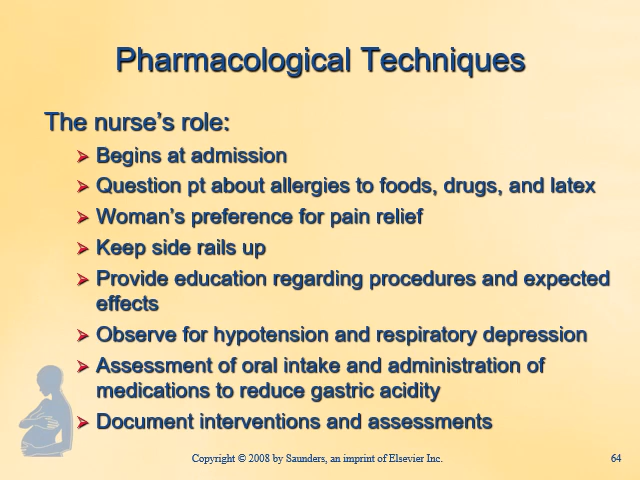 Pharmacological Techniques
The nurse’s role:
Begins at admission
Question pt about allergies to foods, drugs, and latex
Woman’s preference for pain relief
Keep side rails up
Provide education regarding procedures and expected
effects
Observe for hypotension and respiratory depression
Assessment of oral intake and administration of
medications to reduce gastric acidity
Document interventions and assessments
Copyright © 2008 by Saunders, an imprint of Elsevier Inc.
64